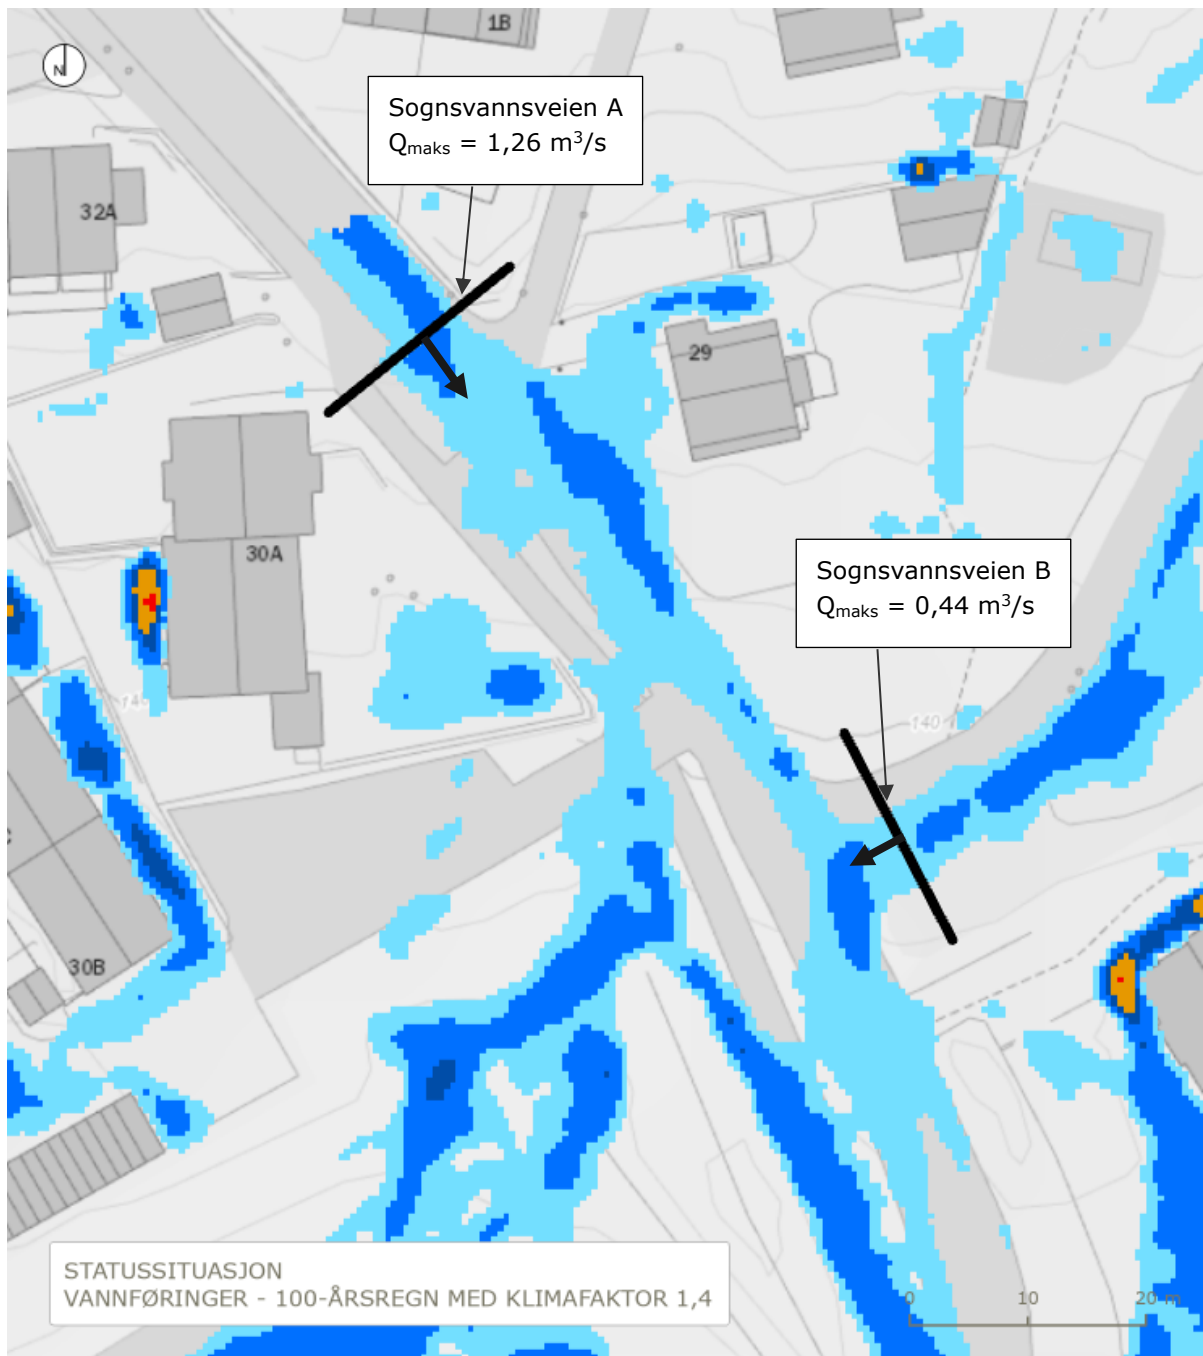 1B
N
Sognsvannsveien A
Qmaks = 1,26 m³/s
32A
29
30A
Sognsvannsveien B
Qmaks = 0,44 m³/s
140
30B
STATUSSITUASJON
VANNFØRINGER - 100-ÅRSREGN MED KLIMAFAKTOR 1,4
0 10 20 m